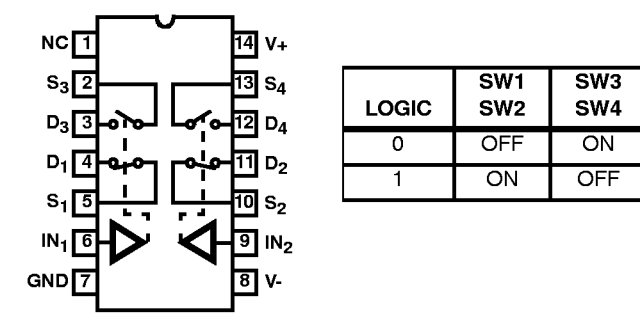 NC 1 14 V+
S3 2 13 S4
D3 3 12 D4
D1 4 11 D2
S1 5 10 S2
IN1 6 9 IN2
GND 7 8 V-
LOGIC SW1 SW2 SW3 SW4
0 OFF ON
1 ON OFF